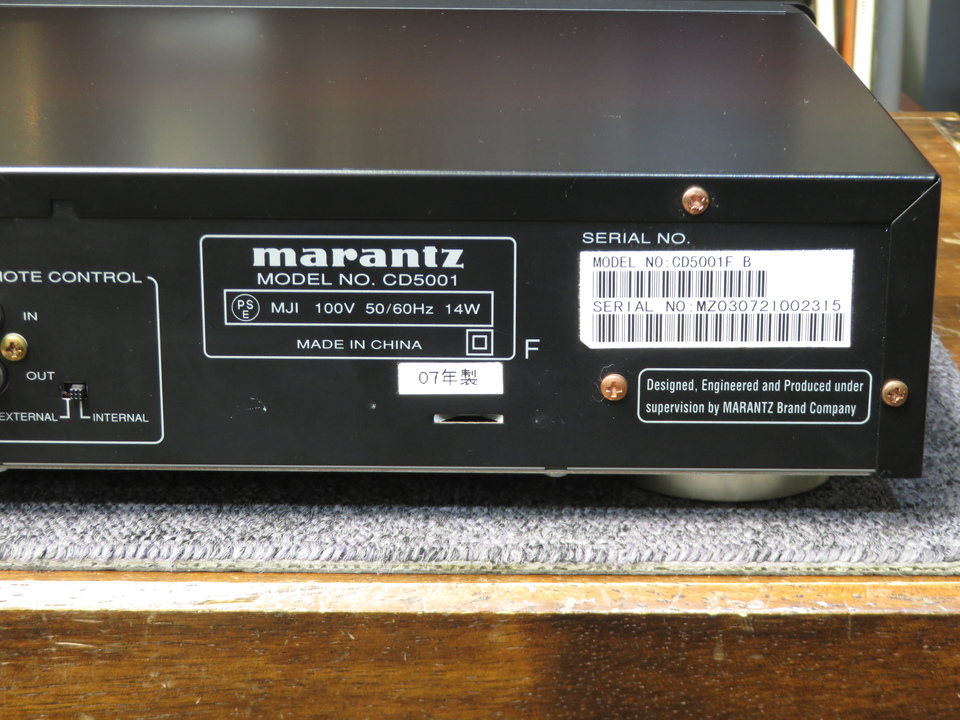 OTE CONTROL
IN
OUT
EXTERNAL
INTERNAL
marantz
MODEL NO. CD5001
PS
E
MJI 100V 50/60Hz 14W
MADE IN CHINA
F
07年製
SERIAL NO.
MODEL NO:CD5001F B
SERIAL NO:MZ030721002315
Designed, Engineered and Produced under
supervision by MARANTZ Brand Company